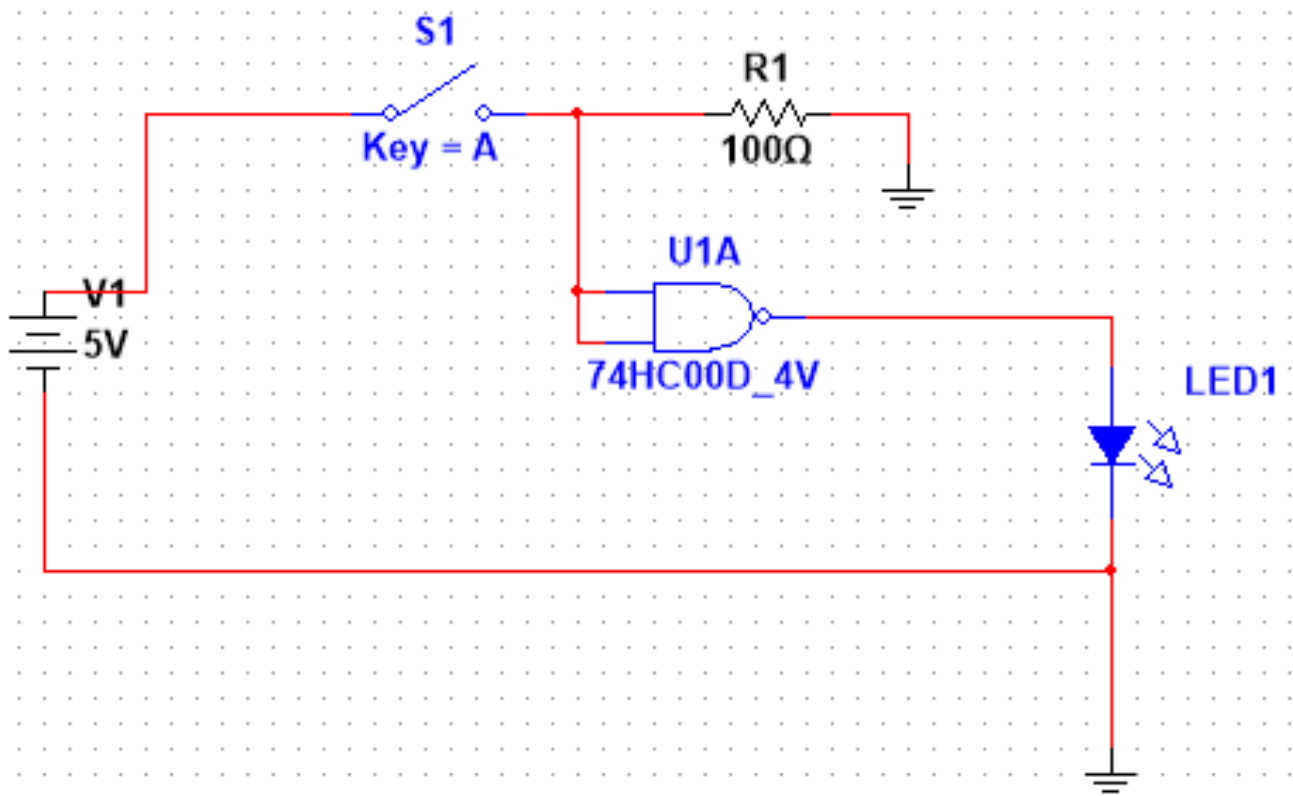 S1
Key = A
R1
100Ω
U1A
74HC00D_4V
V1
5V
LED1